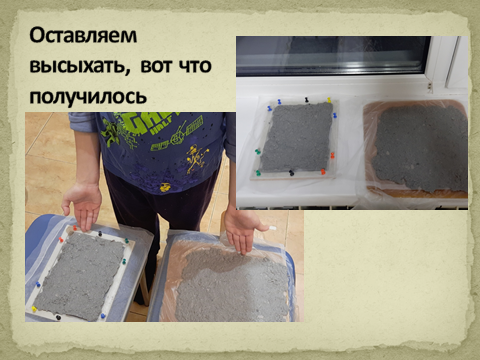 Оставляем
высыхать, вот что
получилось